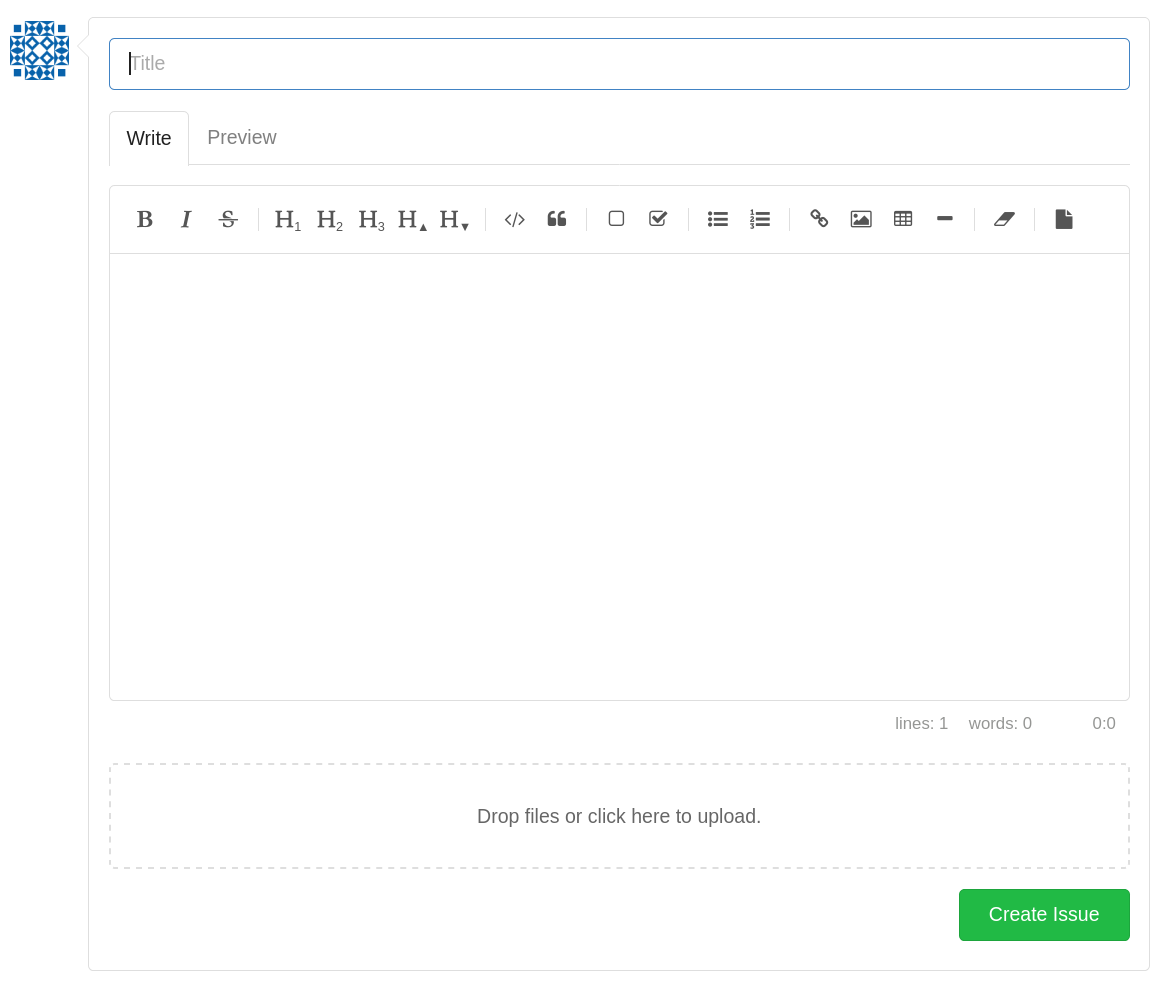 Title
Write Preview
B I S H1 H2 H3 H▲ H▼ </>
lines: 1 words: 0 0:0
Drop files or click here to upload.
Create Issue